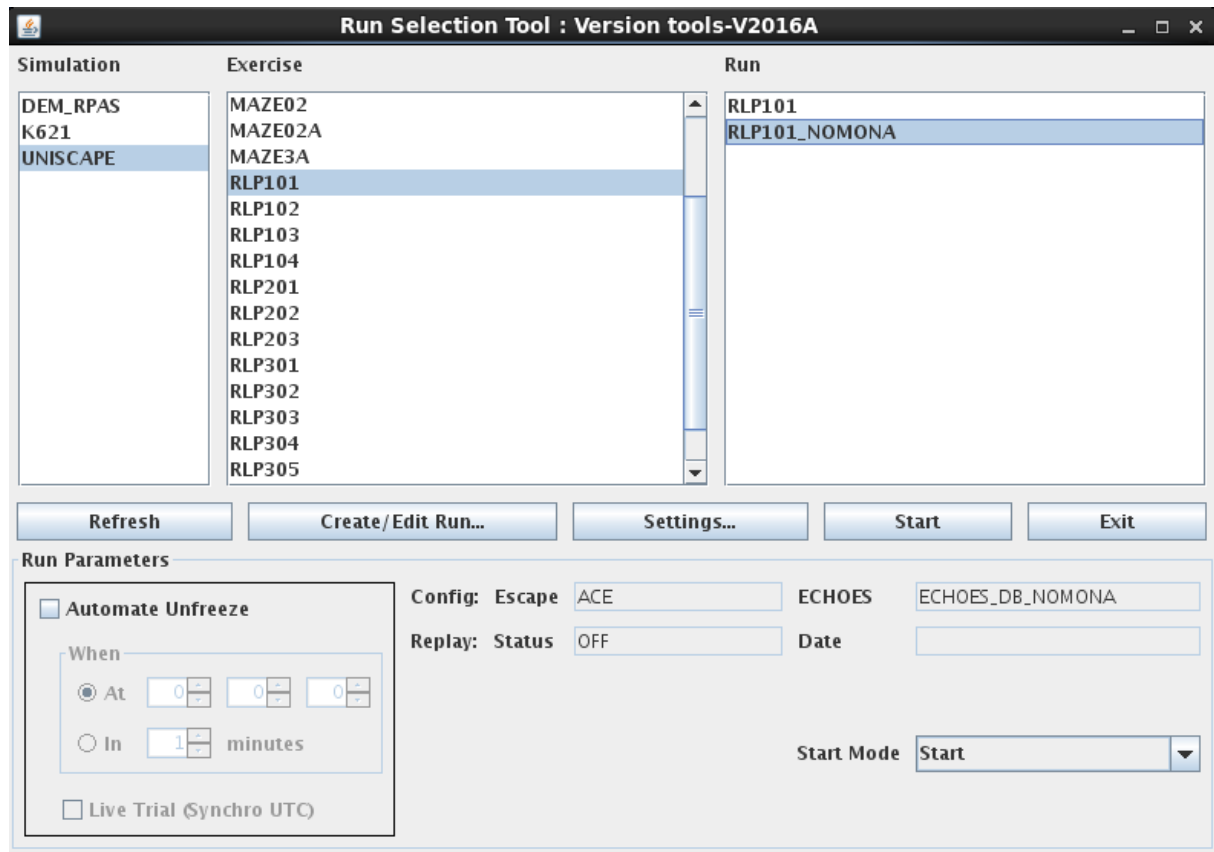 Run Selection Tool : Version tools-V2016A
Simulation
Exercise
Run
DEM_RPAS
K621
UNISCAPE
MAZE02
MAZE02A
MAZE3A
RLP101
RLP102
RLP103
RLP104
RLP201
RLP202
RLP203
RLP301
RLP302
RLP303
RLP304
RLP305
RLP101
RLP101_NOMONA
Refresh
Create/Edit Run...
Settings...
Start
Exit
Run Parameters
Automate Unfreeze
When
At 0 0 0
In 1 minutes
Live Trial (Synchro UTC)
Config: Escape ACE ECHOES ECHOES_DB_NOMONA
Replay: Status OFF Date
Start Mode Start